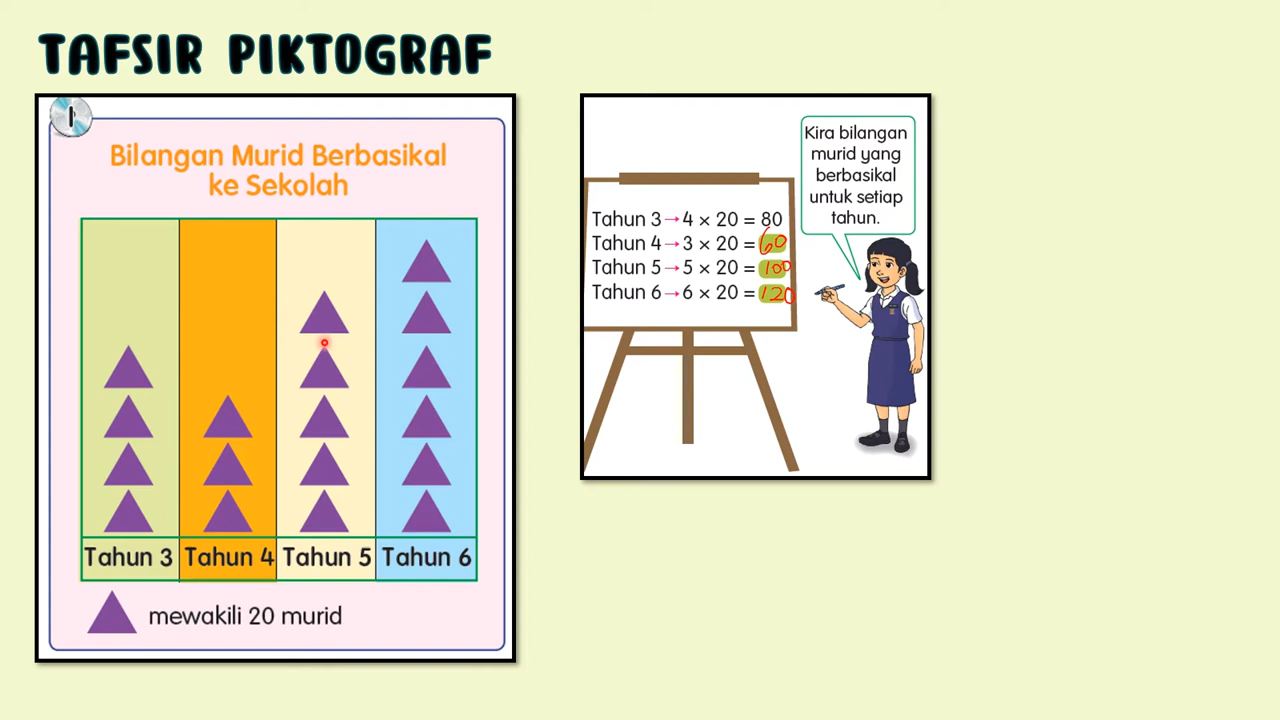 TAFSIR PIKTOGRAF
1
Bilangan Murid Berbasikal
ke Sekolah
Tahun 3 Tahun 4 Tahun 5 Tahun 6
mewakili 20 murid
Tahun 3→4 × 20 = 80
Tahun 4→3 × 20 = 60
Tahun 5→5 × 20 = 100
Tahun 6→6 × 20 = 120
Kira bilangan
murid yang
berbasikal
untuk setiap
tahun.